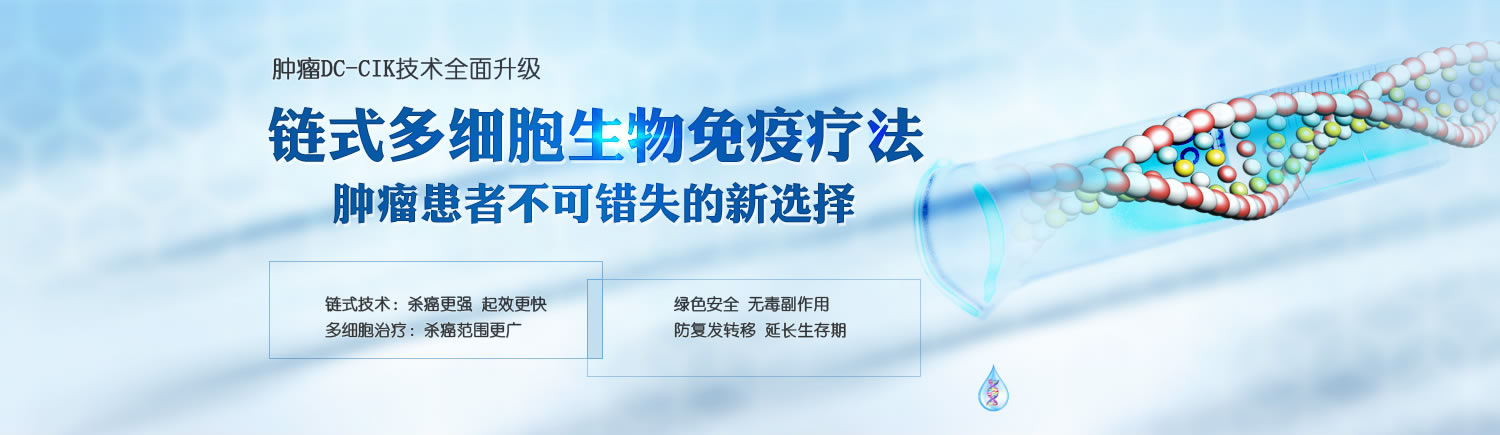 肿瘤DC-CIK技术全面升级
链式多细胞生物免疫疗法
肿瘤患者不可错失的新选择
链式技术：杀癌更强 起效更快
多细胞治疗：杀癌范围更广
绿色安全 无毒副作用
防复发转移 延长生存期